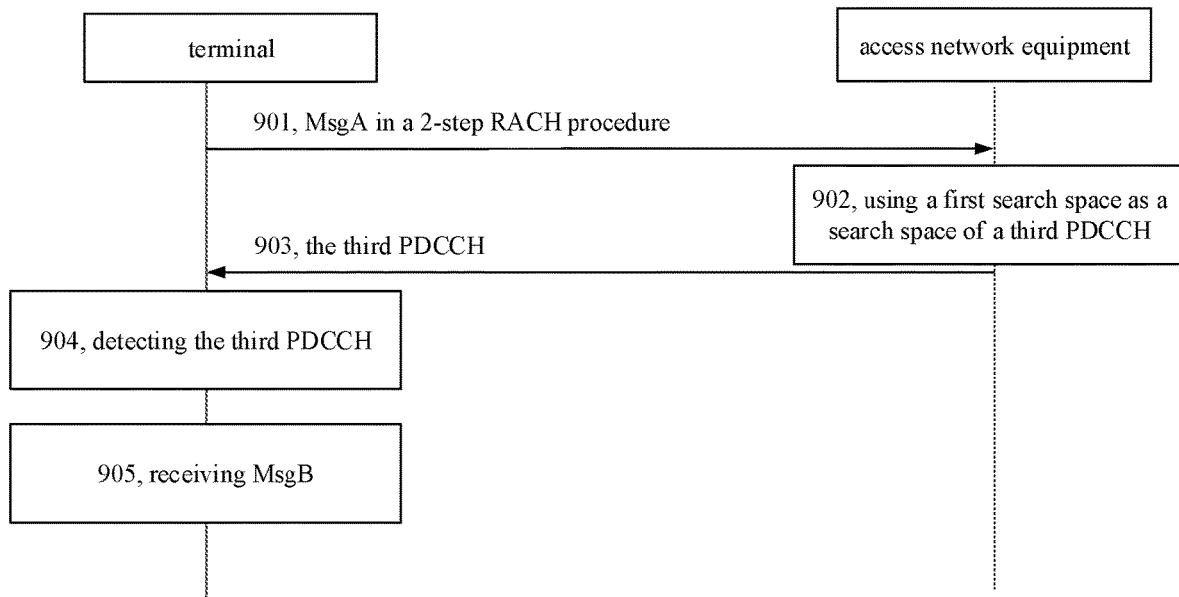 terminal
access network equipment
901, MsgA in a 2-step RACH procedure
902, using a first search space as a
search space of a third PDCCH
903, the third PDCCH
904, detecting the third PDCCH
905, receiving MsgB